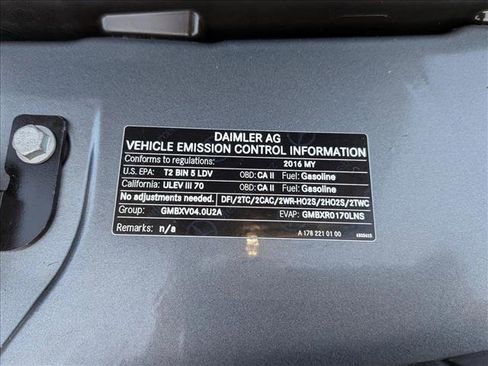 DAIMLER AG
VEHICLE EMISSION CONTROL INFORMATION
Conforms to regulations: 2016 MY
U.S. EPA: T2 BIN 5 LDV OBD: CA II Fuel: Gasoline
California: ULEV III 70 OBD: CA II Fuel: Gasoline
No adjustments needed. DFI/2TC/2CAC/2WR-HO2S/2HO2S/2TWC
Group: GMBXV04.0U2A EVAP: GMBXR0170LNS
Remarks: n/a A 178 221 01 00